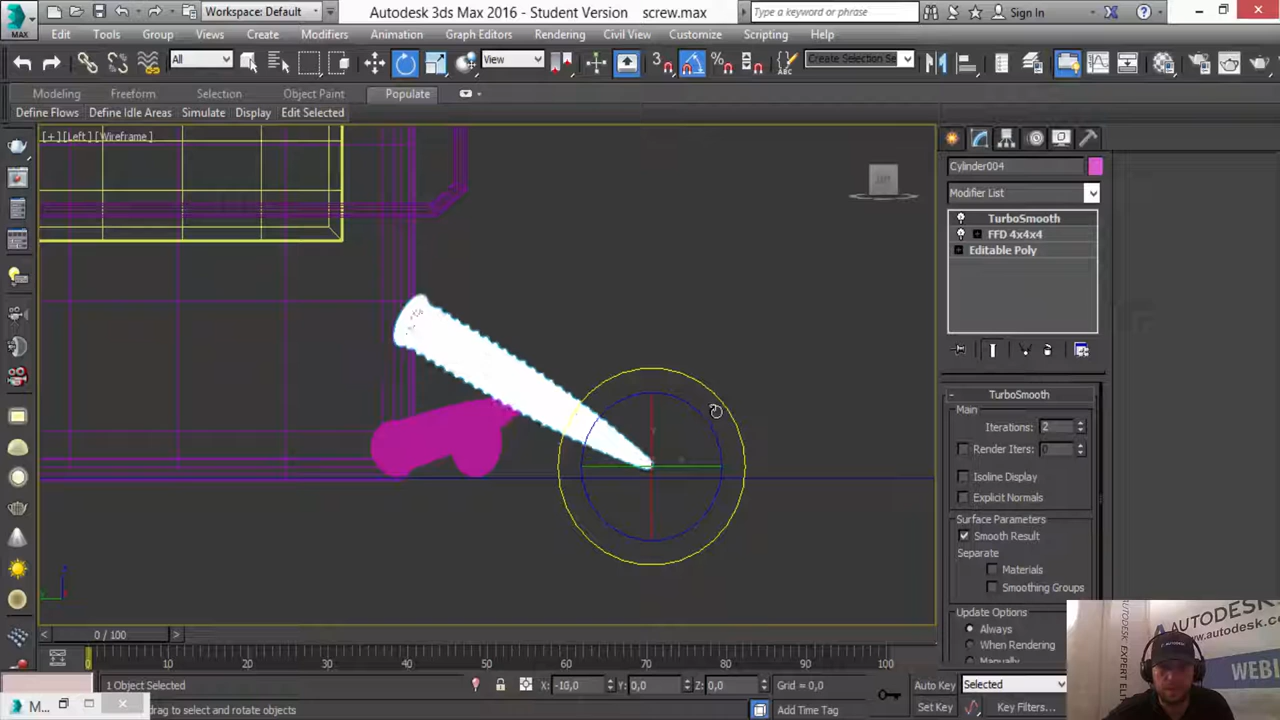 MAX
Workspace: Default
Autodesk 3ds Max 2016 - Student Version screw.max
Type a keyword or phrase
Sign In
Edit Tools Group Views Create Modifiers Animation Graph Editors Rendering Civil View Customize Scripting Help
All
View
3
Create Selection Se
Modeling Freeform Selection Object Paint Populate
Define Flows Define Idle Areas Simulate Display Edit Selected
[+] [Left] [Wireframe]
Cylinder004
Modifier List
TurboSmooth
FFD 4x4x4
Editable Poly
- TurboSmooth
Main
Iterations: 2
Render Iters: 0
Isoline Display
Explicit Normals
Surface Parameters
Smooth Result
Separate
Materials
Smoothing Groups
Update Options
Always
When Rendering
Manually
< 0 / 100 >
0 10 20 30 40 50 60 70 80 90 100
1 Object Selected
X: -10,0 Y: 0,0 Z: 0,0
Grid = 0,0
Auto Key
Selected
M...
drag to select and rotate objects
Add Time Tag
Set Key
Key Filters...
AUTODESK
www.autodesk.com